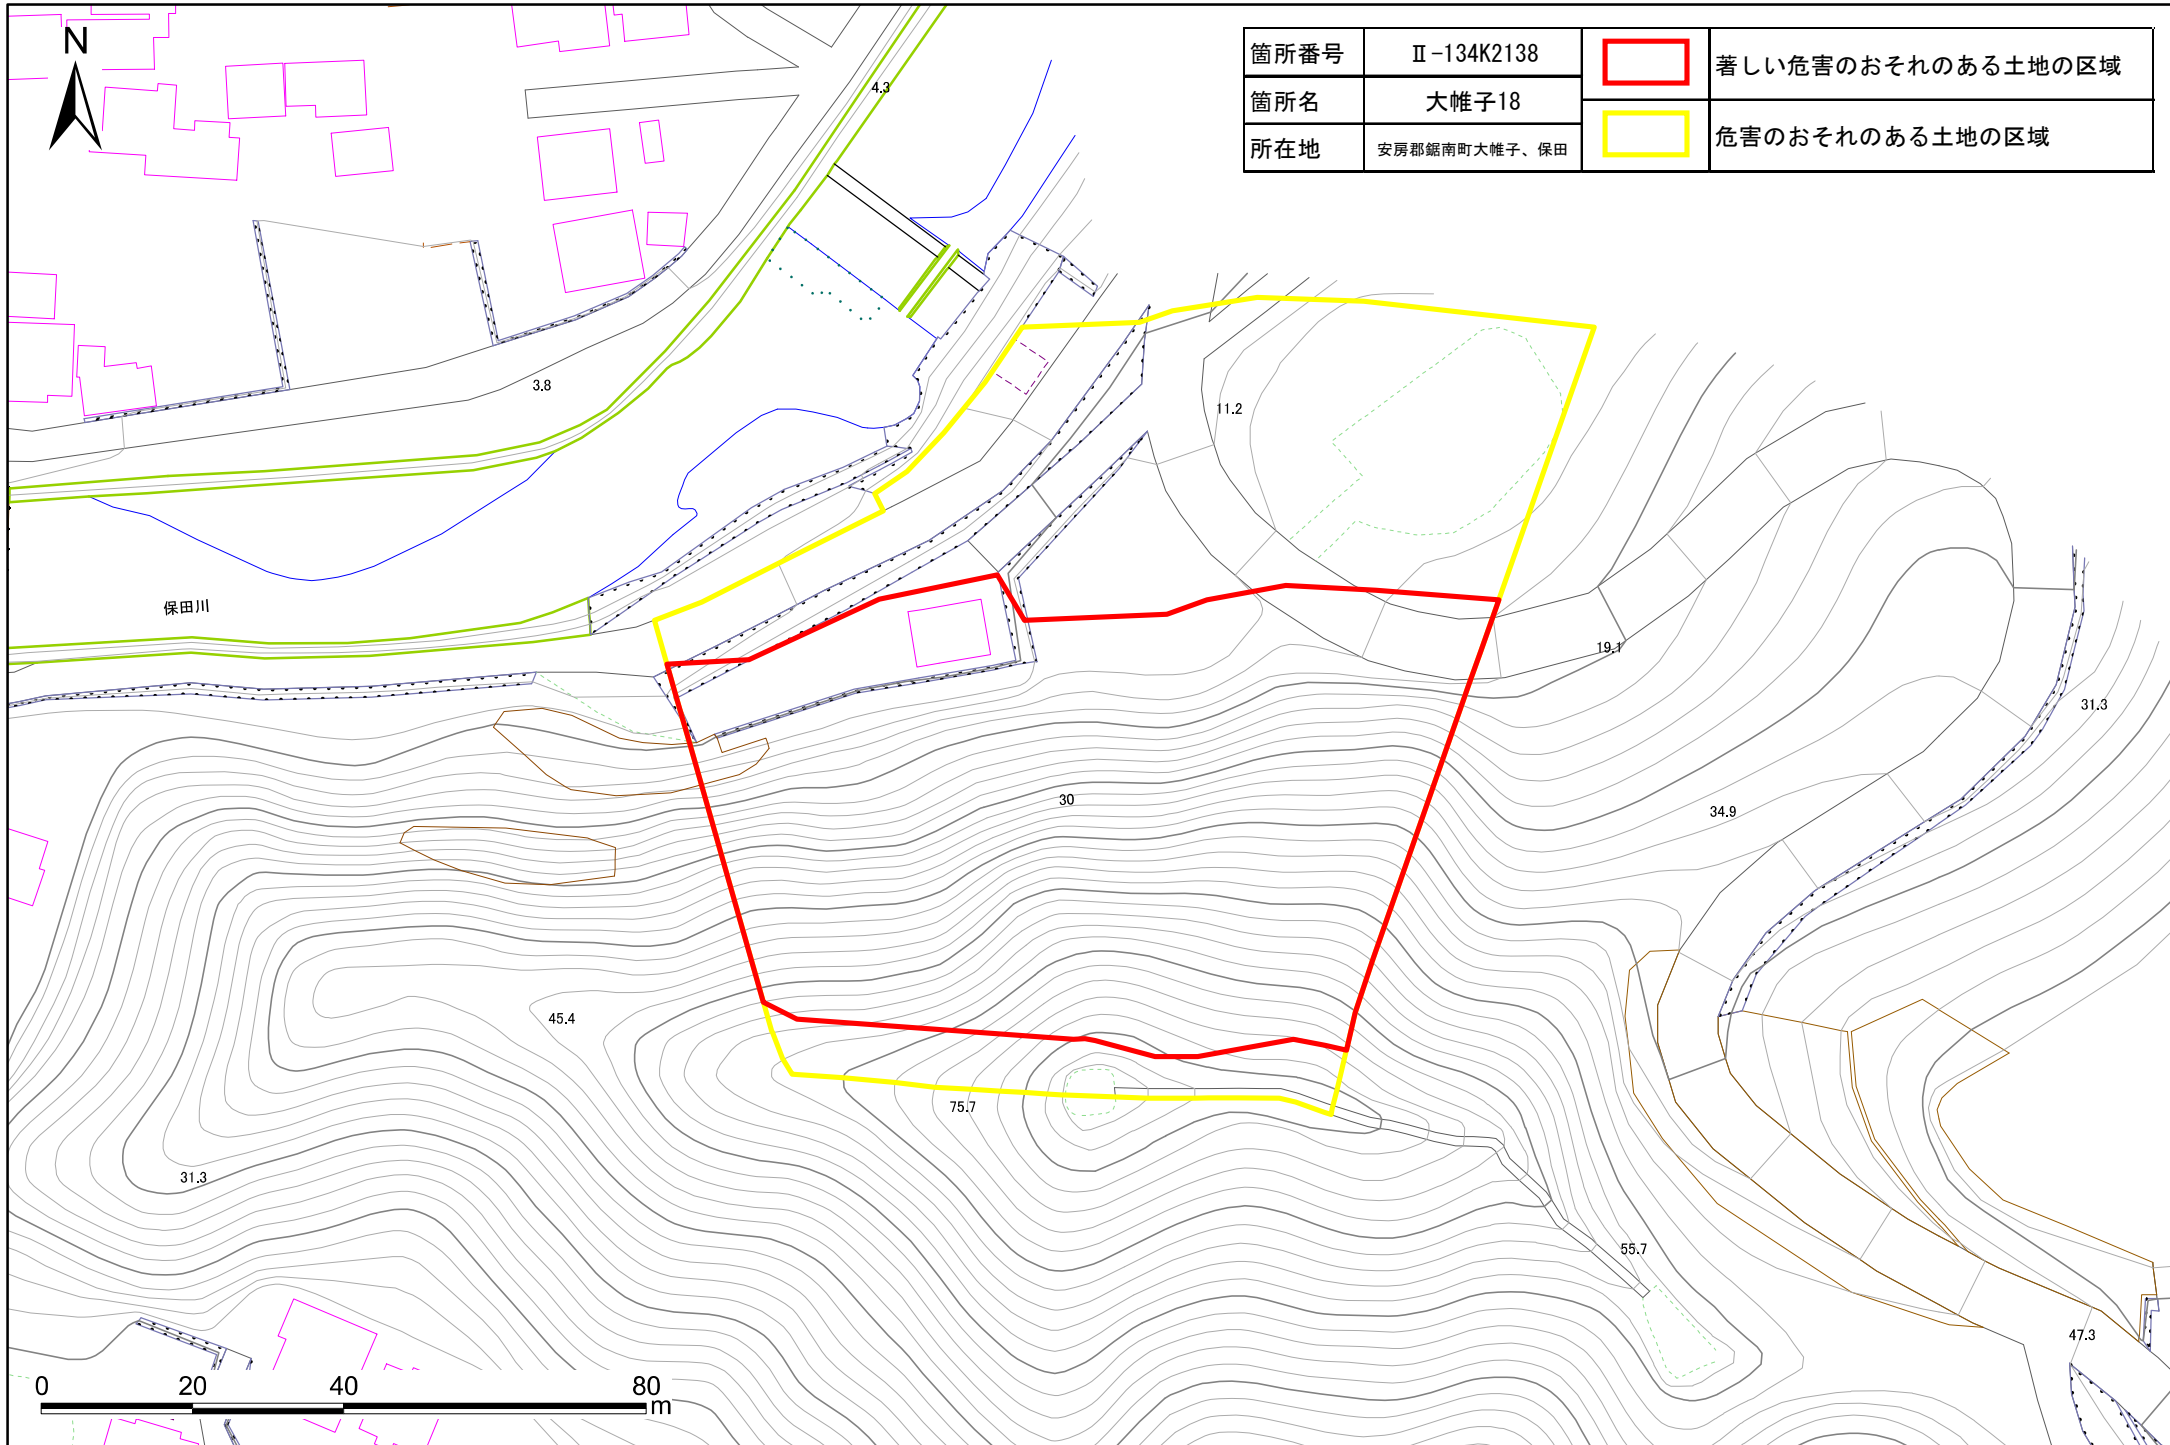 N
箇所番号 Ⅱ-134K2138
箇所名 大帷子18
所在地 安房郡鋸南町大帷子、保田
著しい危害のおそれのある土地の区域
危害のおそれのある土地の区域
4.3
3.8
11.2
保田川
19.1
31.3
30
34.9
45.4
75.7
31.3
55.7
47.3
0 20 40 80
m